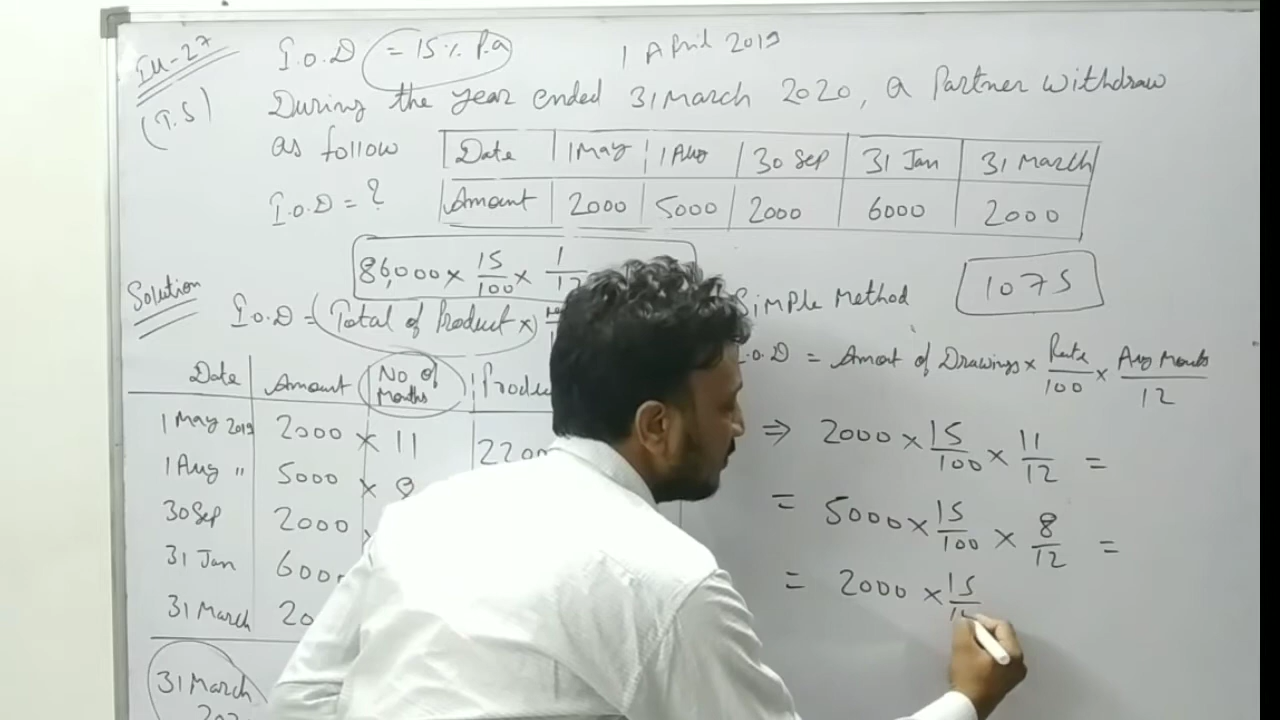 Ill-27
(T.S)
I.O.D = 15% P.a
1 April 2019
During the year ended 31 March 2020, a Partner withdraw
as follow
Date 1 May 1 Aug 30 Sep 31 Jan 31 March
Amount 2000 5000 2000 6000 2000
I.O.D = ?
86,000 × 15/100 × 1/12
Solution
I.O.D = Total of Product ×
Date Amount No of Months
1 May 2019 2000 × 11 2200
1 Aug " 5000 × 8
30 Sep 2000
31 Jan 600
31 March 20
31 March
Simple Method
1075
I.O.D = Amont of Drawings × Rate/100 × Avg Months/12
⇒ 2000 × 15/100 × 11/12 =
= 5000 × 15/100 × 8/12 =
= 2000 × 15/